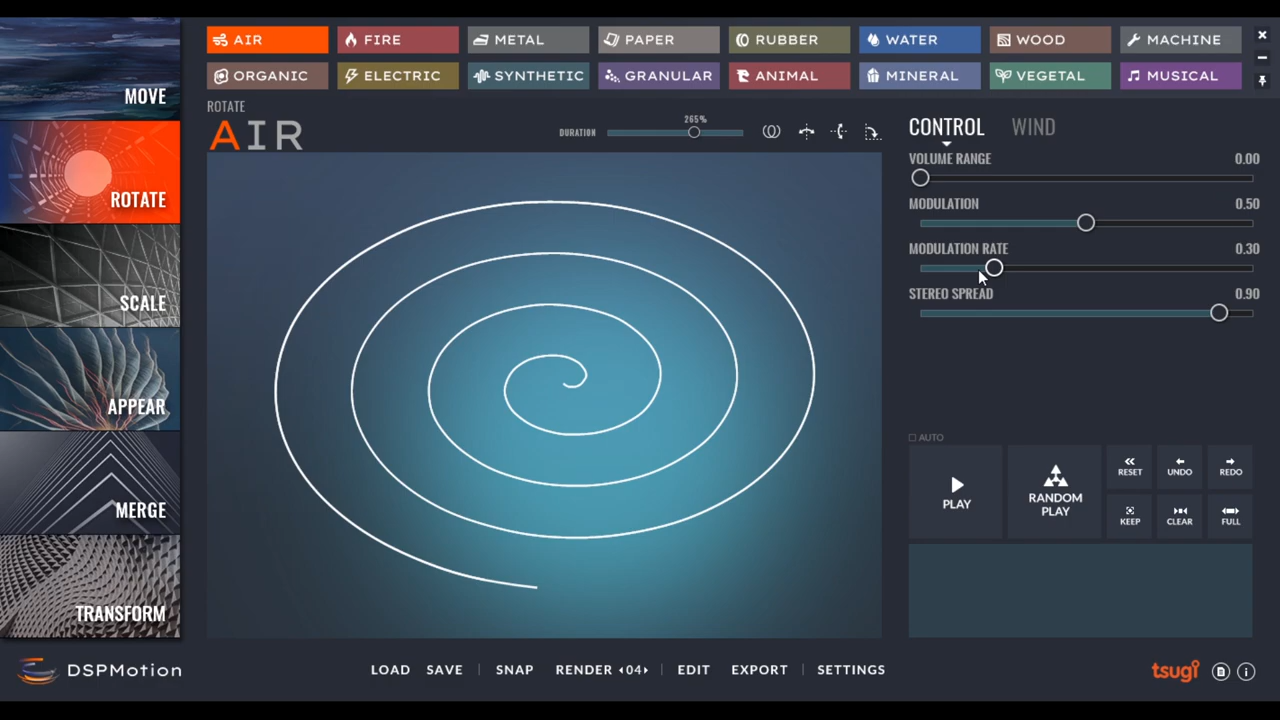 MOVE
ROTATE
SCALE
APPEAR
MERGE
TRANSFORM
AIR
FIRE
METAL
PAPER
RUBBER
WATER
WOOD
MACHINE
ORGANIC
ELECTRIC
SYNTHETIC
GRANULAR
ANIMAL
MINERAL
VEGETAL
MUSICAL
ROTATE
AIR
DURATION
265%
CONTROL
WIND
VOLUME RANGE 0.00
MODULATION 0.50
MODULATION RATE 0.30
STEREO SPREAD 0.90
AUTO
PLAY
RANDOM
PLAY
RESET
UNDO
REDO
KEEP
CLEAR
FULL
DSPMotion
LOAD
SAVE
SNAP
RENDER 04
EDIT
EXPORT
SETTINGS
tsugi